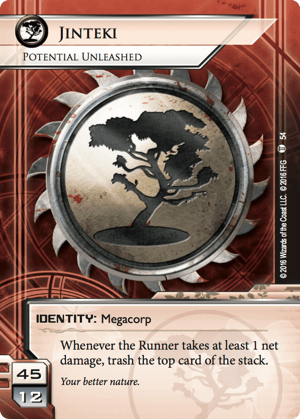 Jinteki
Potential Unleashed
© 2016 Wizards of the Coast LLC. © 2016 FFG 54
IDENTITY: Megacorp
Whenever the Runner takes at least 1 net
damage, trash the top card of the stack.
Your better nature.
45
12